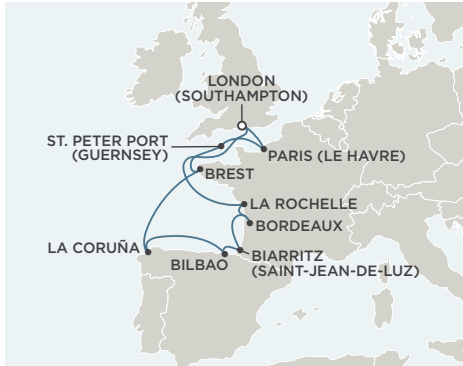 LONDON
(SOUTHAMPTON)
ST. PETER PORT
(GUERNSEY)
PARIS (LE HAVRE)
BREST
LA ROCHELLE
BORDEAUX
LA CORUÑA
BILBAO
BIARRITZ
(SAINT-JEAN-DE-LUZ)